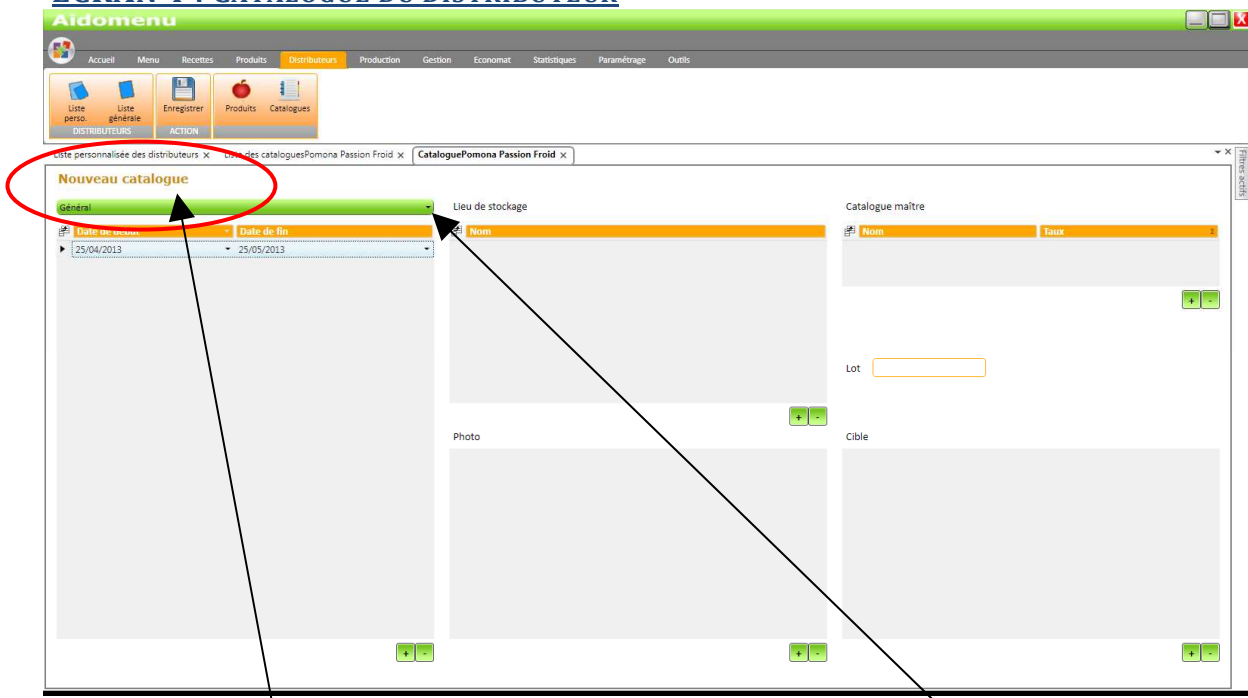 ÉCRAN 1 : CATALOGUE DU DISTRIBUTEUR
Aidomenu
Accueil Menu Recettes Produits Distributeurs Production Gestion Economat Statistiques Paramétrage Outils
Liste perso. Liste générale Enregistrer Produits Catalogues
DISTRIBUTEURS ACTION
Liste personnalisée des distributeurs x Liste des cataloguesPomona Passion Froid x CataloguePomona Passion Froid x
Filtres actifs
Nouveau catalogue
Général Lieu de stockage Catalogue maître
Date de début Date de fin Nom Nom Taux
25/04/2013 25/05/2013
+ -
Lot
+ -
Photo Cible
+ - + - + -